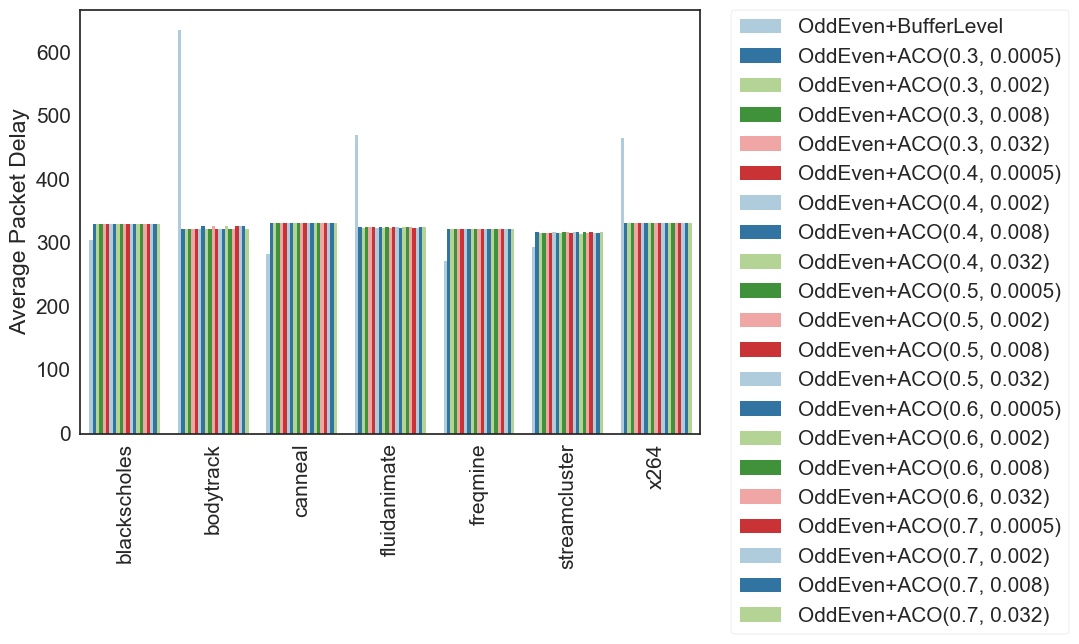 Average Packet Delay
600
500
400
300
200
100
0
blackscholes
bodytrack
canneal
fluidanimate
freqmine
streamcluster
x264
OddEven+BufferLevel
OddEven+ACO(0.3, 0.0005)
OddEven+ACO(0.3, 0.002)
OddEven+ACO(0.3, 0.008)
OddEven+ACO(0.3, 0.032)
OddEven+ACO(0.4, 0.0005)
OddEven+ACO(0.4, 0.002)
OddEven+ACO(0.4, 0.008)
OddEven+ACO(0.4, 0.032)
OddEven+ACO(0.5, 0.0005)
OddEven+ACO(0.5, 0.002)
OddEven+ACO(0.5, 0.008)
OddEven+ACO(0.5, 0.032)
OddEven+ACO(0.6, 0.0005)
OddEven+ACO(0.6, 0.002)
OddEven+ACO(0.6, 0.008)
OddEven+ACO(0.6, 0.032)
OddEven+ACO(0.7, 0.0005)
OddEven+ACO(0.7, 0.002)
OddEven+ACO(0.7, 0.008)
OddEven+ACO(0.7, 0.032)